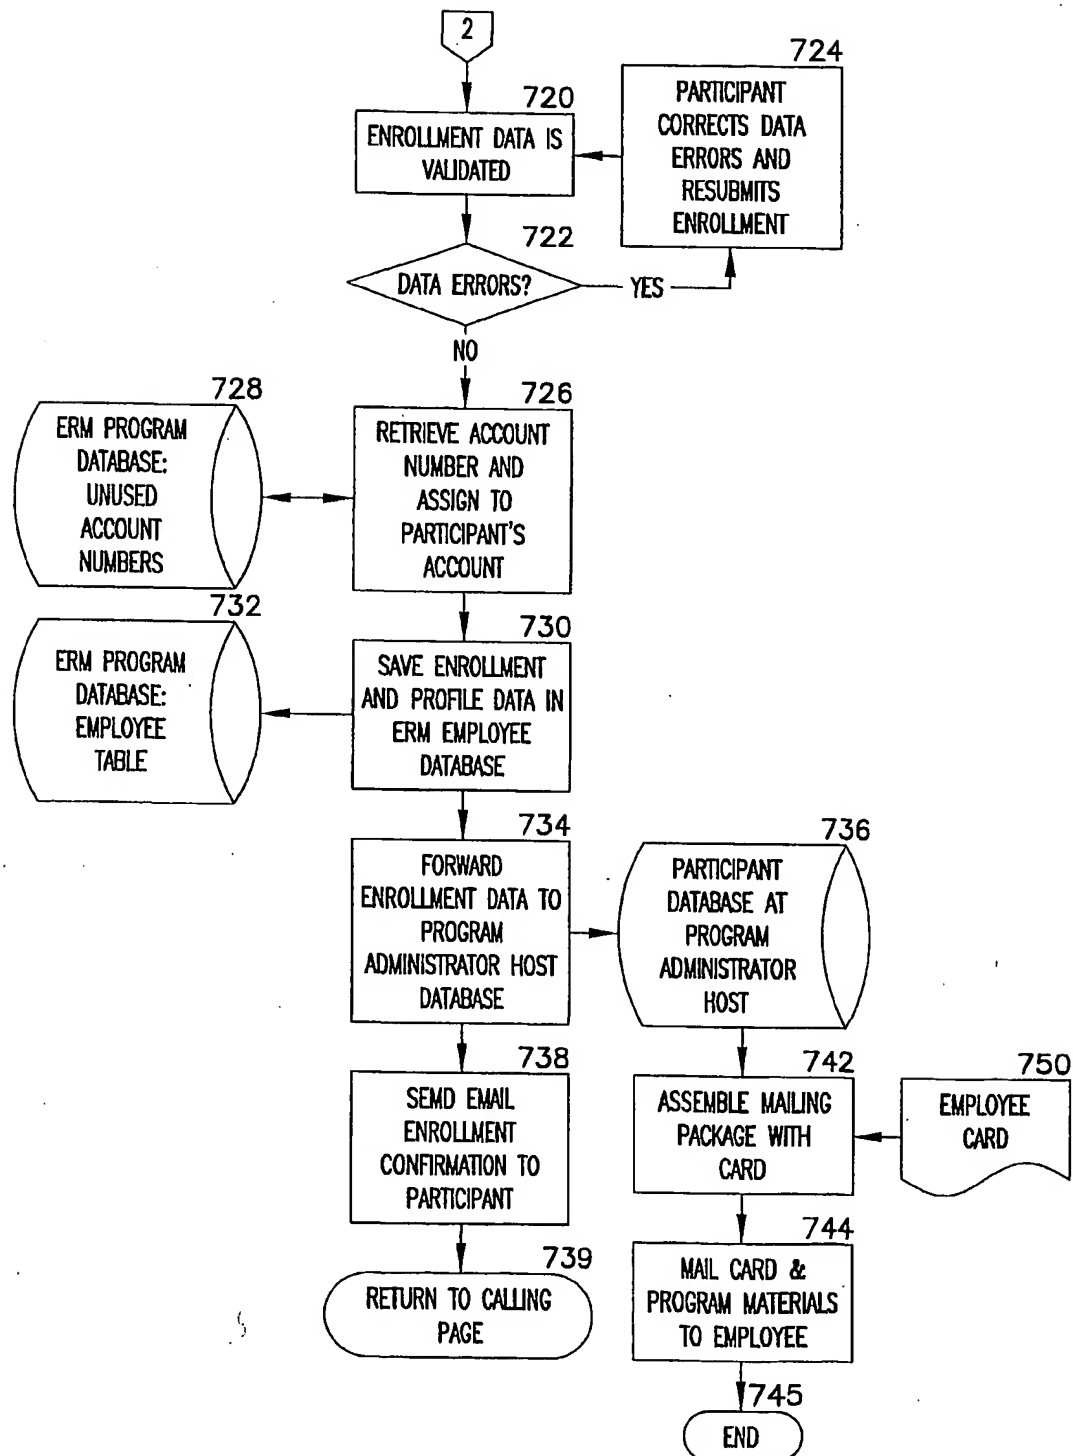 2
724
PARTICIPANT
CORRECTS DATA
ERRORS AND
RESUBMITS
ENROLLMENT
720
ENROLLMENT DATA IS
VALIDATED
722
DATA ERRORS?
YES
NO
728
ERM PROGRAM
DATABASE:
UNUSED
ACCOUNT
NUMBERS
726
RETRIEVE ACCOUNT
NUMBER AND
ASSIGN TO
PARTICIPANT'S
ACCOUNT
732
ERM PROGRAM
DATABASE:
EMPLOYEE
TABLE
730
SAVE ENROLLMENT
AND PROFILE DATA IN
ERM EMPLOYEE
DATABASE
734
FORWARD
ENROLLMENT DATA TO
PROGRAM
ADMINISTRATOR HOST
DATABASE
736
PARTICIPANT
DATABASE AT
PROGRAM
ADMINISTRATOR
HOST
738
SEMD EMAIL
ENROLLMENT
CONFIRMATION TO
PARTICIPANT
742
ASSEMBLE MAILING
PACKAGE WITH
CARD
750
EMPLOYEE
CARD
739
RETURN TO CALLING
PAGE
744
MAIL CARD &
PROGRAM MATERIALS
TO EMPLOYEE
745
END